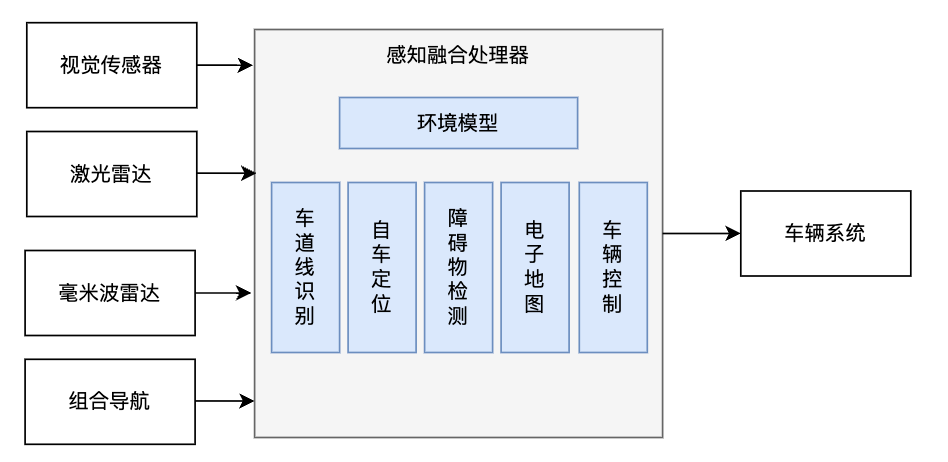 视觉传感器
激光雷达
毫米波雷达
组合导航
感知融合处理器
环境模型
车道线识别
自车定位
障碍物检测
电子地图
车辆控制
车辆系统